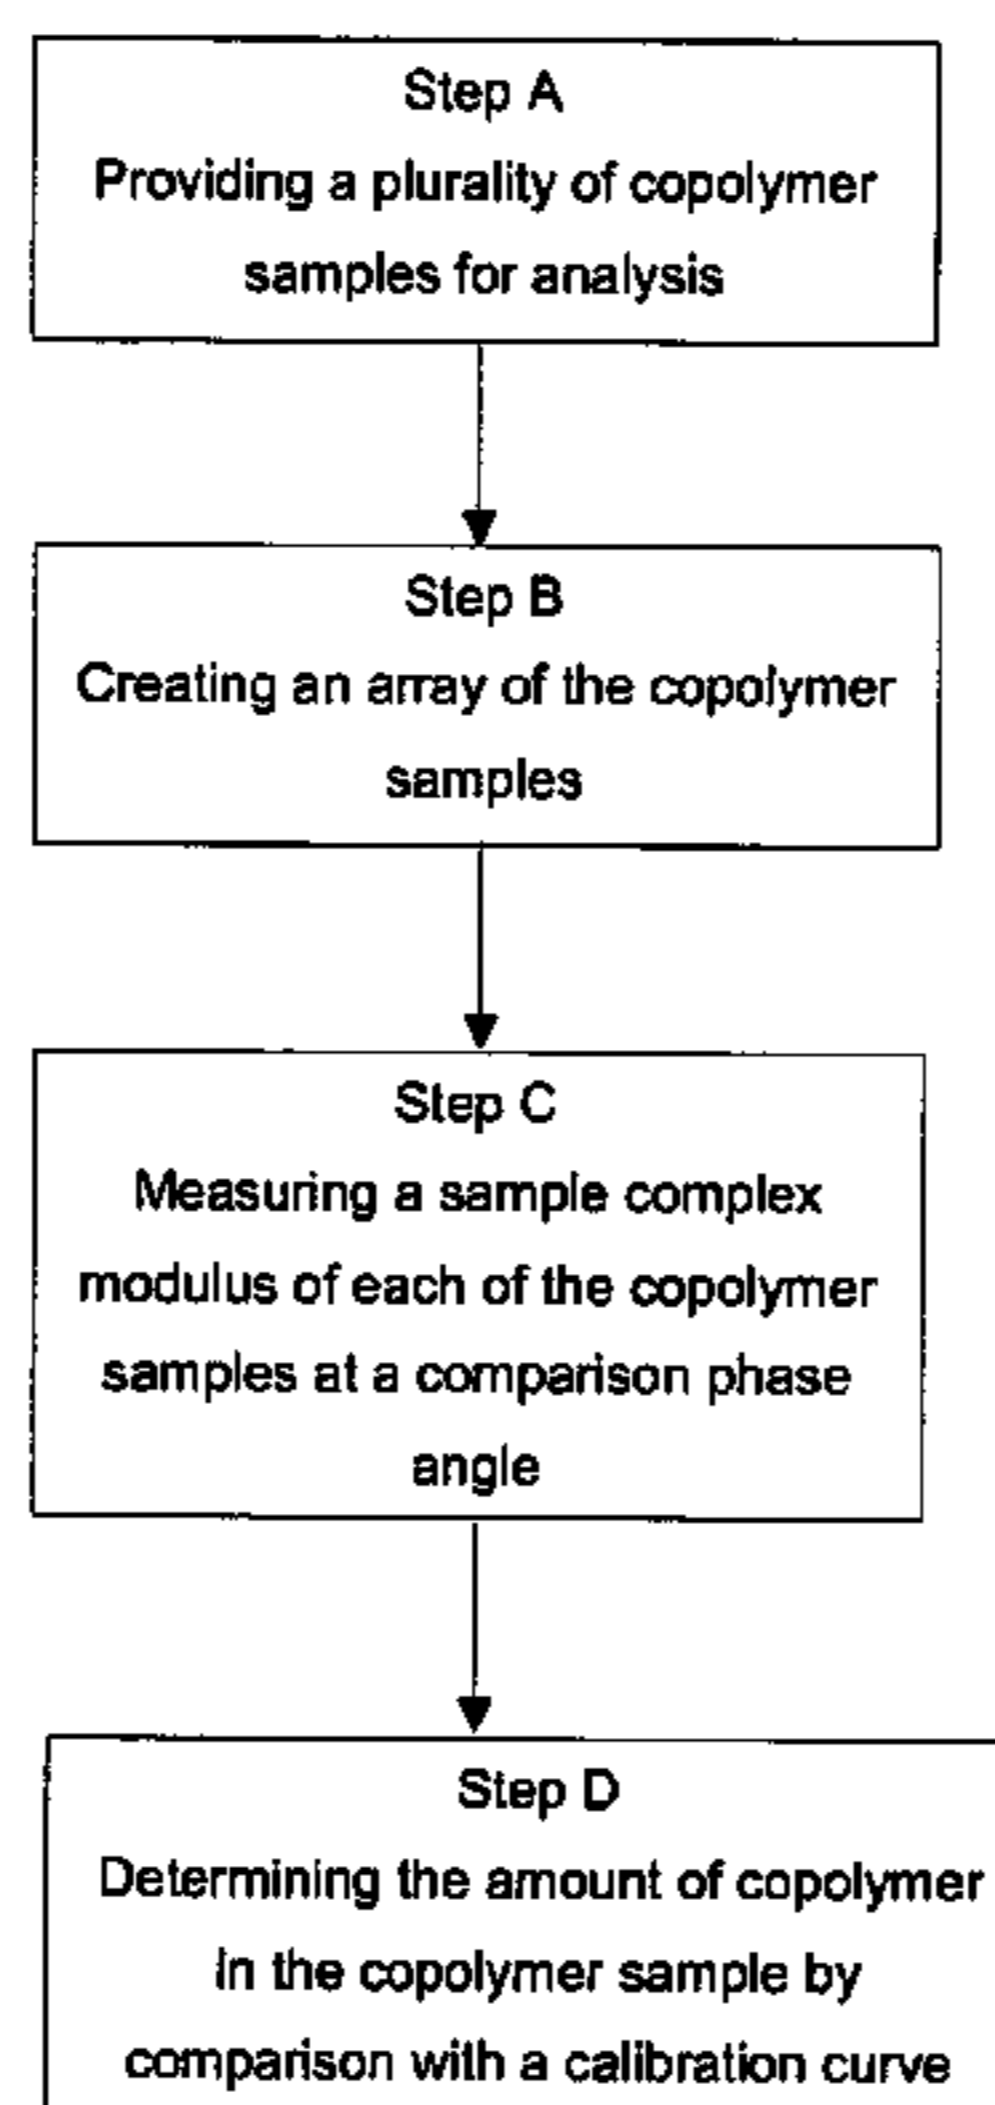 Step A
Providing a plurality of copolymer
samples for analysis
Step B
Creating an array of the copolymer
samples
Step C
Measuring a sample complex
modulus of each of the copolymer
samples at a comparison phase
angle
Step D
Determining the amount of copolymer
in the copolymer sample by
comparison with a calibration curve